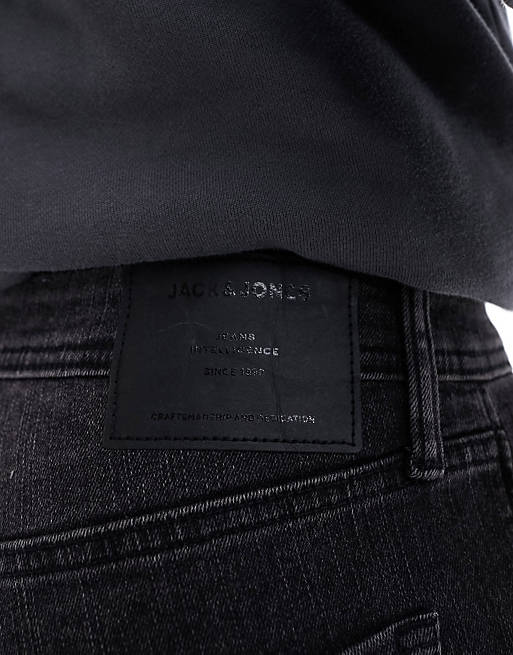 JACK & JONES
JEANS
INTELLIGENCE
SINCE 1990
CRAFTSMANSHIP AND DEDICATION